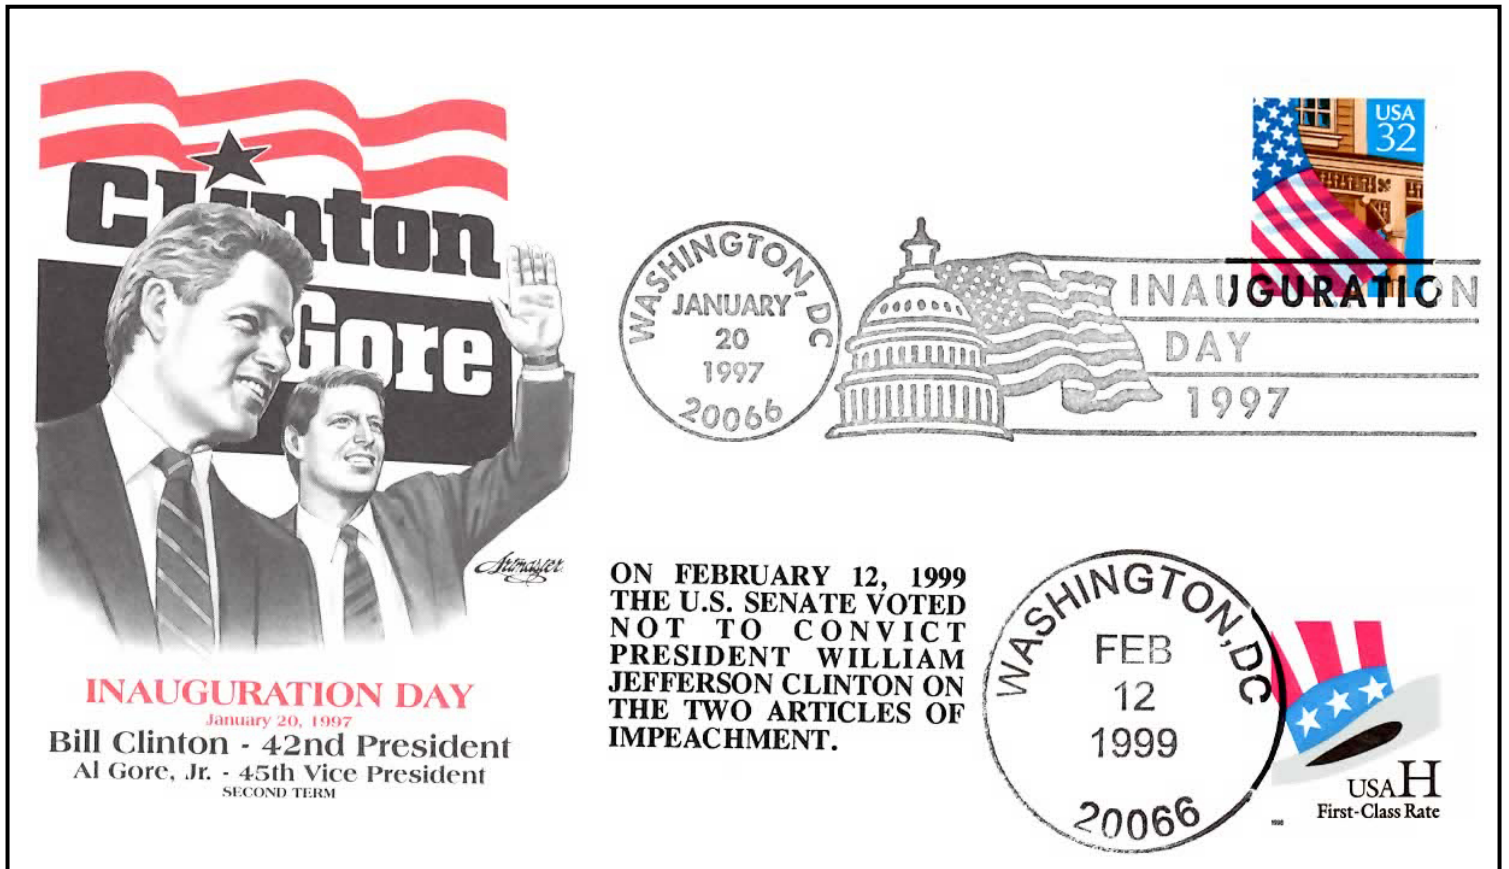 Clinton
Gore
Artmaster
INAUGURATION DAY
January 20, 1997
Bill Clinton - 42nd President
Al Gore, Jr. - 45th Vice President
SECOND TERM
USA
32
WASHINGTON, DC
JANUARY
20
1997
20066
INAUGURATION
DAY
1997
ON FEBRUARY 12, 1999
THE U.S. SENATE VOTED
NOT TO CONVICT
PRESIDENT WILLIAM
JEFFERSON CLINTON ON
THE TWO ARTICLES OF
IMPEACHMENT.
WASHINGTON, DC
FEB
12
1999
20066
USA H
First-Class Rate
1998